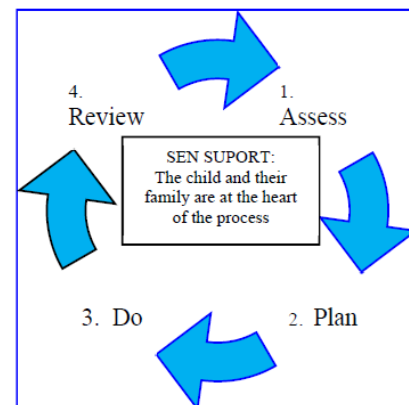 4.
Review
1.
Assess
SEN SUPORT:
The child and their
family are at the heart
of the process
3. Do
2. Plan